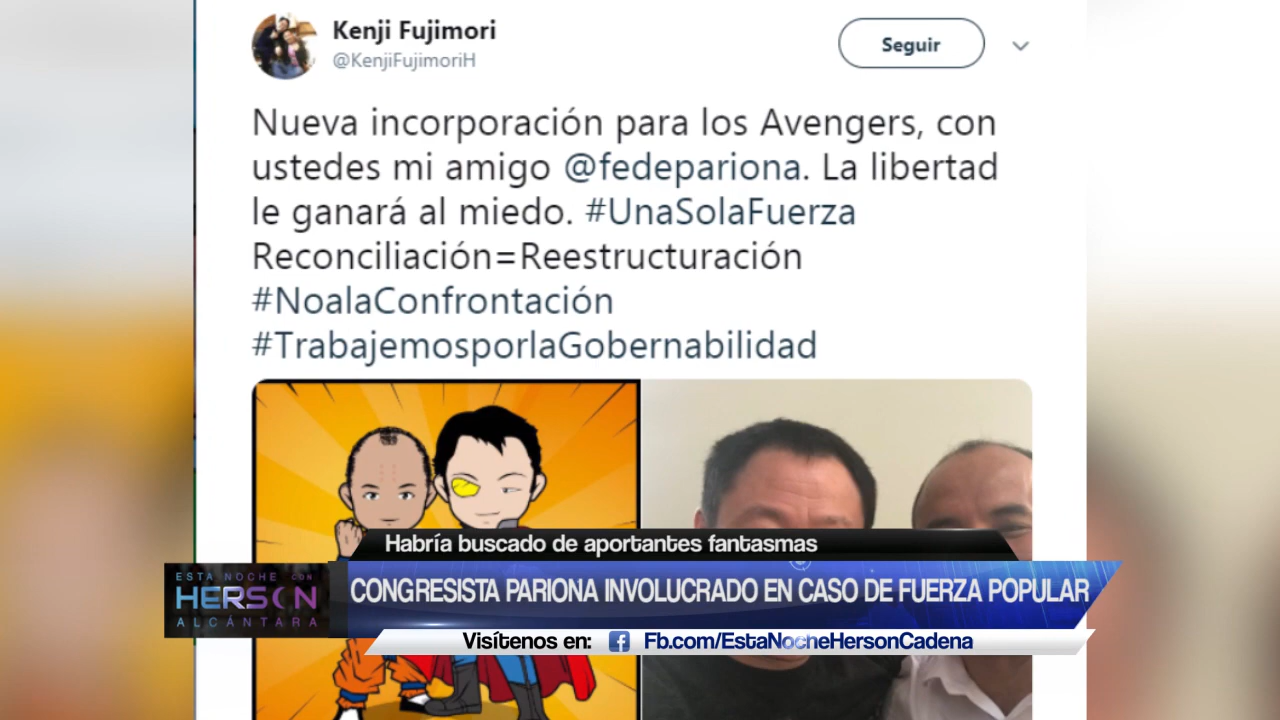 Kenji Fujimori
@KenjiFujimoriH
Seguir
Nueva incorporación para los Avengers, con
ustedes mi amigo @fedepariona. La libertad
le ganará al miedo. #UnaSolaFuerza
Reconciliación=Reestructuración
#NoalaConfrontación
#TrabajemosporlaGobernabilidad
Habría buscado de aportantes fantasmas
CONGRESISTA PARIONA INVOLUCRADO EN CASO DE FUERZA POPULAR
ESTA NOCHE CON
HERSON
ALCÁNTARA
Visítenos en: Fb.com/EstaNocheHersonCadena